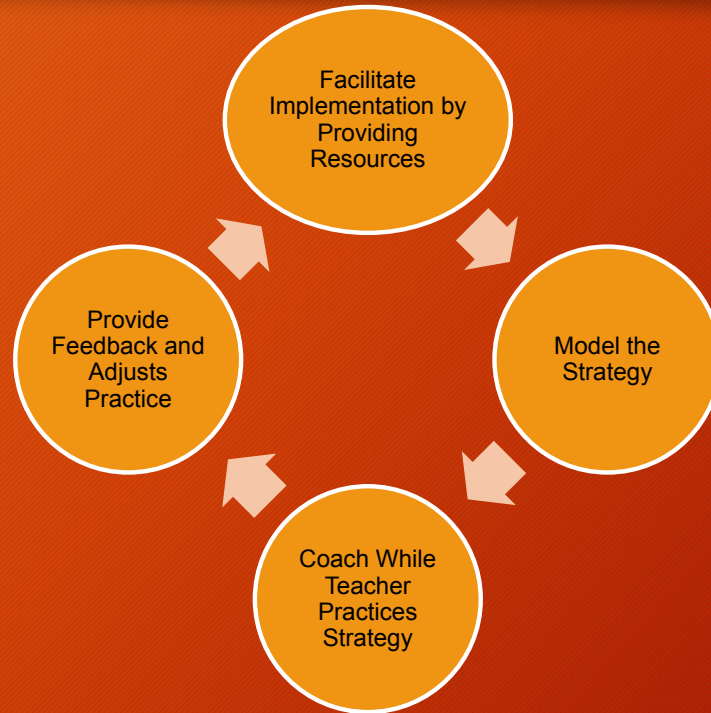 Facilitate
Implementation by
Providing
Resources
Model the
Strategy
Coach While
Teacher
Practices
Strategy
Provide
Feedback and
Adjusts
Practice